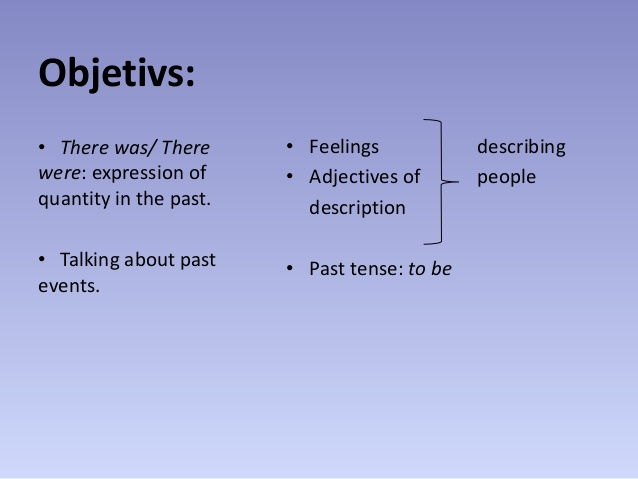 Objetivs:
• There was/ There
were: expression of
quantity in the past.
• Talking about past
events.
• Feelings
• Adjectives of
description
• Past tense: to be
describing
people